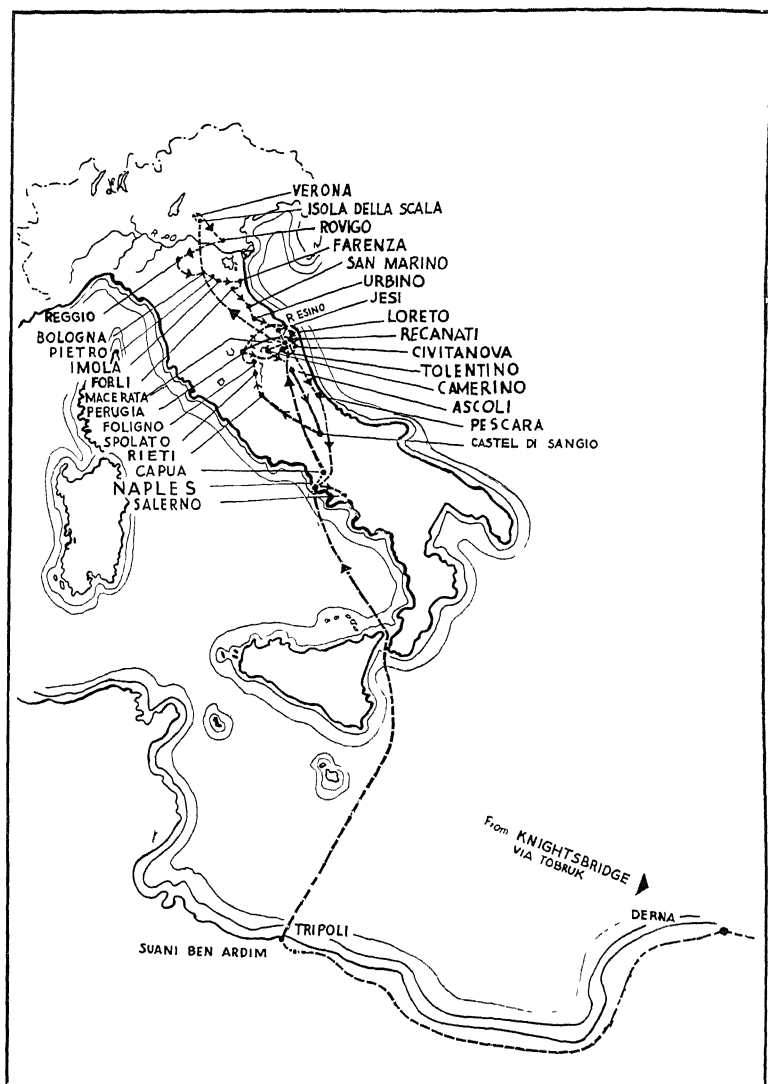 VERONA
ISOLA DELLA SCALA
ROVIGO
FARENZA
SAN MARINO
URBINO
JESI
LORETO
RECANATI
CIVITANOVA
TOLENTINO
CAMERINO
ASCOLI
PESCARA
CASTEL DI SANGIO
R PO
R ESINO
REGGIO
BOLOGNA
PIETRO
IMOLA
FORLI
MACERATA
PERUGIA
FOLIGNO
SPOLATO
RIETI
CAPUA
NAPLES
SALERNO
From KNIGHTSBRIDGE
VIA TOBRUK
DERNA
TRIPOLI
SUANI BEN ARDIM